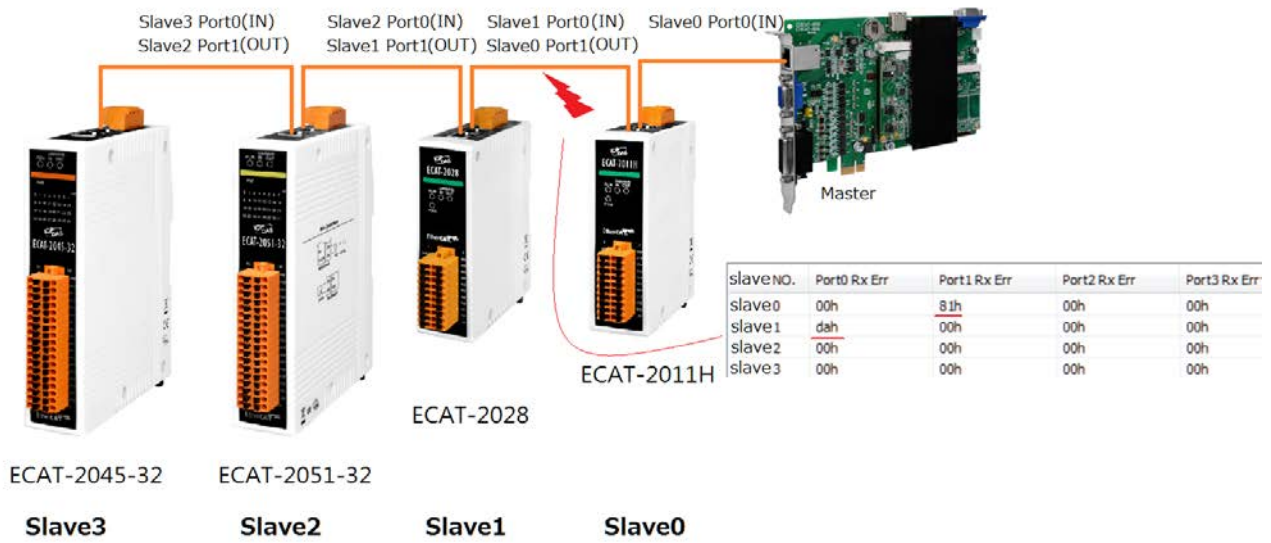 Slave3 Port0(IN)
Slave2 Port1(OUT)
Slave2 Port0(IN)
Slave1 Port1(OUT)
Slave1 Port0(IN)
Slave0 Port1(OUT)
Slave0 Port0(IN)
Master
ECAT-2045-32
ECAT-2051-32
ECAT-2028
ECAT-2011H
slave NO. Port0 Rx Err Port1 Rx Err Port2 Rx Err Port3 Rx Err
slave0 00h 81h 00h 00h
slave1 dah 00h 00h 00h
slave2 00h 00h 00h 00h
slave3 00h 00h 00h 00h
ECAT-2011H
ECAT-2028
ECAT-2045-32
ECAT-2051-32
Slave3
Slave2
Slave1
Slave0